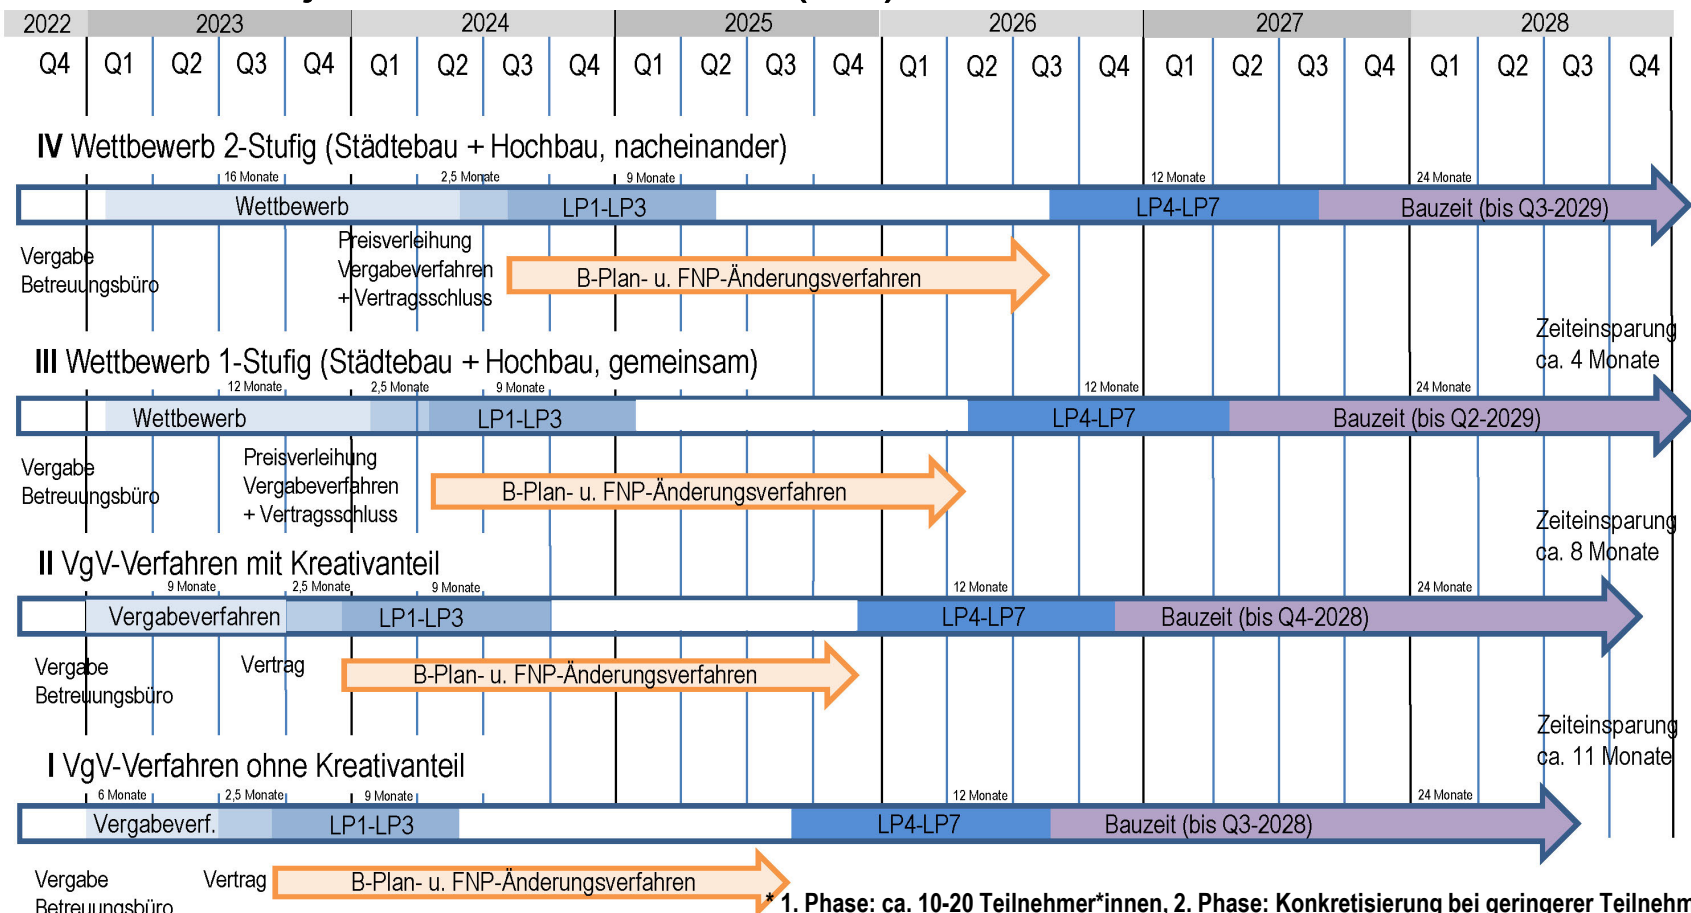 2022 2023 2024 2025 2026 2027 2028
Q4 Q1 Q2 Q3 Q4 Q1 Q2 Q3 Q4 Q1 Q2 Q3 Q4 Q1 Q2 Q3 Q4 Q1 Q2 Q3 Q4 Q1 Q2 Q3 Q4
IV Wettbewerb 2-Stufig (Städtebau + Hochbau, nacheinander)
16 Monate 2,5 Monate 9 Monate 12 Monate 24 Monate
Wettbewerb LP1-LP3 LP4-LP7 Bauzeit (bis Q3-2029)
Vergabe
Betreuungsbüro
Preisverleihung
Vergabeverfahren
+ Vertragsschluss
B-Plan- u. FNP-Änderungsverfahren
Zeiteinsparung
ca. 4 Monate
III Wettbewerb 1-Stufig (Städtebau + Hochbau, gemeinsam)
12 Monate 2,5 Monate 9 Monate 12 Monate 24 Monate
Wettbewerb LP1-LP3 LP4-LP7 Bauzeit (bis Q2-2029)
Vergabe
Betreuungsbüro
Preisverleihung
Vergabeverfahren
+ Vertragsschluss
B-Plan- u. FNP-Änderungsverfahren
Zeiteinsparung
ca. 8 Monate
II VgV-Verfahren mit Kreativanteil
9 Monate 2,5 Monate 9 Monate 12 Monate 24 Monate
Vergabeverfahren LP1-LP3 LP4-LP7 Bauzeit (bis Q4-2028)
Vergabe
Betreuungsbüro
Vertrag
B-Plan- u. FNP-Änderungsverfahren
Zeiteinsparung
ca. 11 Monate
I VgV-Verfahren ohne Kreativanteil
6 Monate 2,5 Monate 9 Monate 12 Monate 24 Monate
Vergabeverf. LP1-LP3 LP4-LP7 Bauzeit (bis Q3-2028)
Vergabe
Betreuungsbüro
Vertrag
B-Plan- u. FNP-Änderungsverfahren
* 1. Phase: ca. 10-20 Teilnehmer*innen, 2. Phase: Konkretisierung bei geringerer Teilnehm